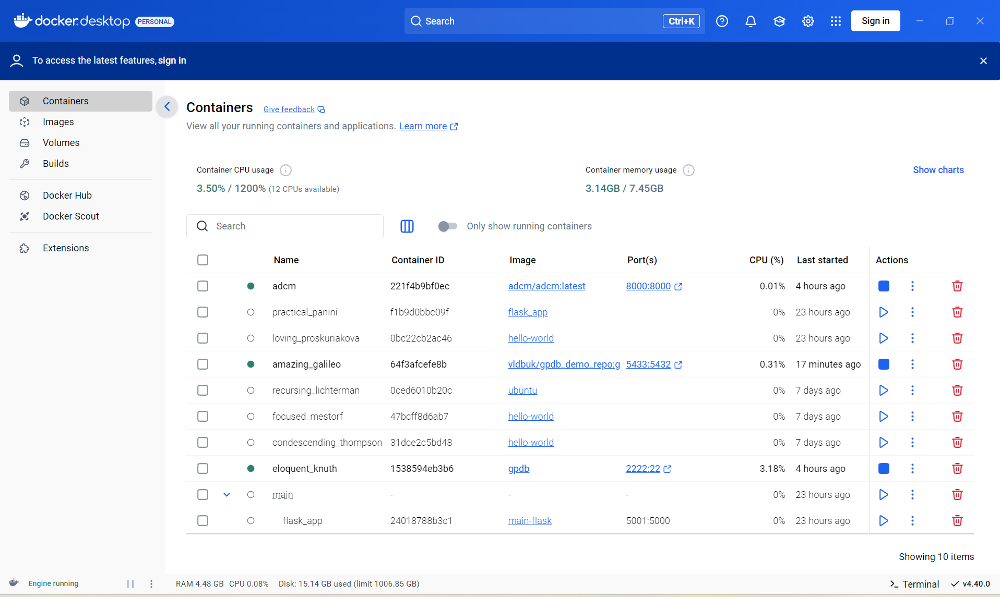 docker.desktop PERSONAL Search Ctrl+K Sign in
To access the latest features, sign in
Containers
Images
Volumes
Builds
Docker Hub
Docker Scout
Extensions
Containers Give feedback
View all your running containers and applications. Learn more
Container CPU usage
3.50% / 1200% (12 CPUs available)
Container memory usage
3.14GB / 7.45GB
Show charts
Search Only show running containers
Name Container ID Image Port(s) CPU (%) Last started Actions
adcm 221f4b9bf0ec adcm/adcm:latest 8000:8000 0.01% 4 hours ago
practical_panini f1b9d0bbc09f flask_app 0% 23 hours ago
loving_proskuriakova 0bc22cb2ac46 hello-world 0% 23 hours ago
amazing_galileo 64f3afcefe8b vldbuk/gpdb_demo_repo:g 5433:5432 0.31% 17 minutes ago
recursing_lichterman 0ced6010b20c ubuntu 0% 7 days ago
focused_mestorf 47bcff8d6ab7 hello-world 0% 7 days ago
condescending_thompson 31dce2c5bd48 hello-world 0% 7 days ago
eloquent_knuth 1538594eb3b6 gpdb 2222:22 3.18% 4 hours ago
main - - - 0% 23 hours ago
flask_app 24018788b3c1 main-flask 5001:5000 0% 23 hours ago
Showing 10 items
Engine running RAM 4.48 GB CPU 0.08% Disk: 15.14 GB used (limit 1006.85 GB) Terminal v4.40.0